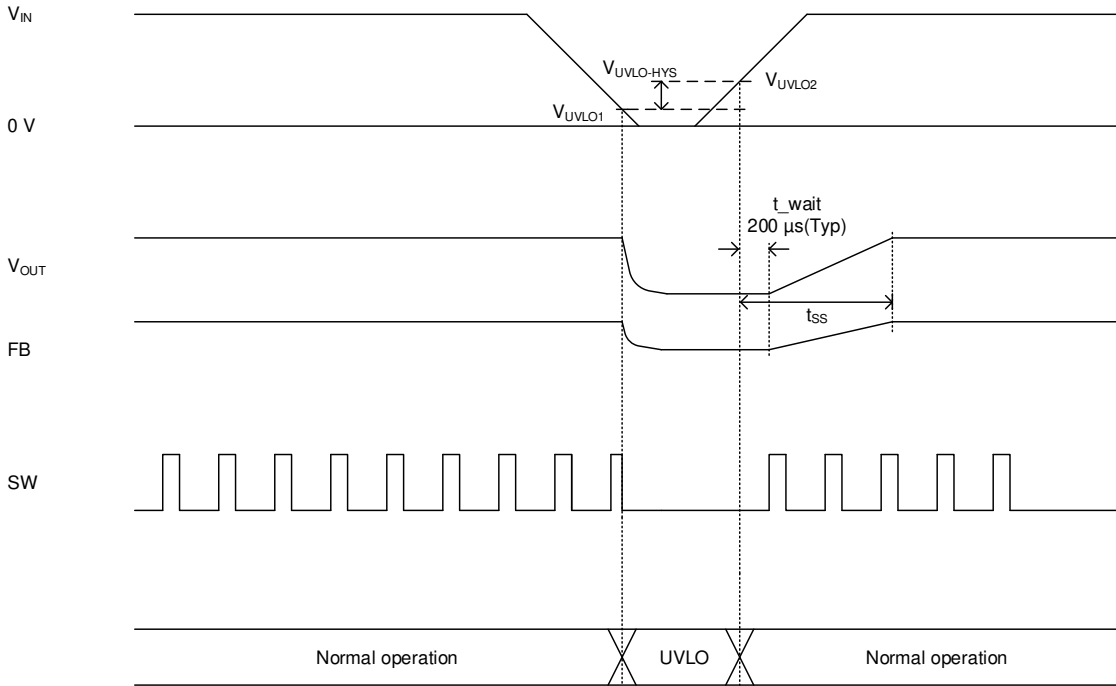 VIN
VUVLO-HYS
VUVLO2
VUVLO1
0 V
t_wait
200 µs(Typ)
VOUT
tSS
FB
SW
Normal operation
UVLO
Normal operation